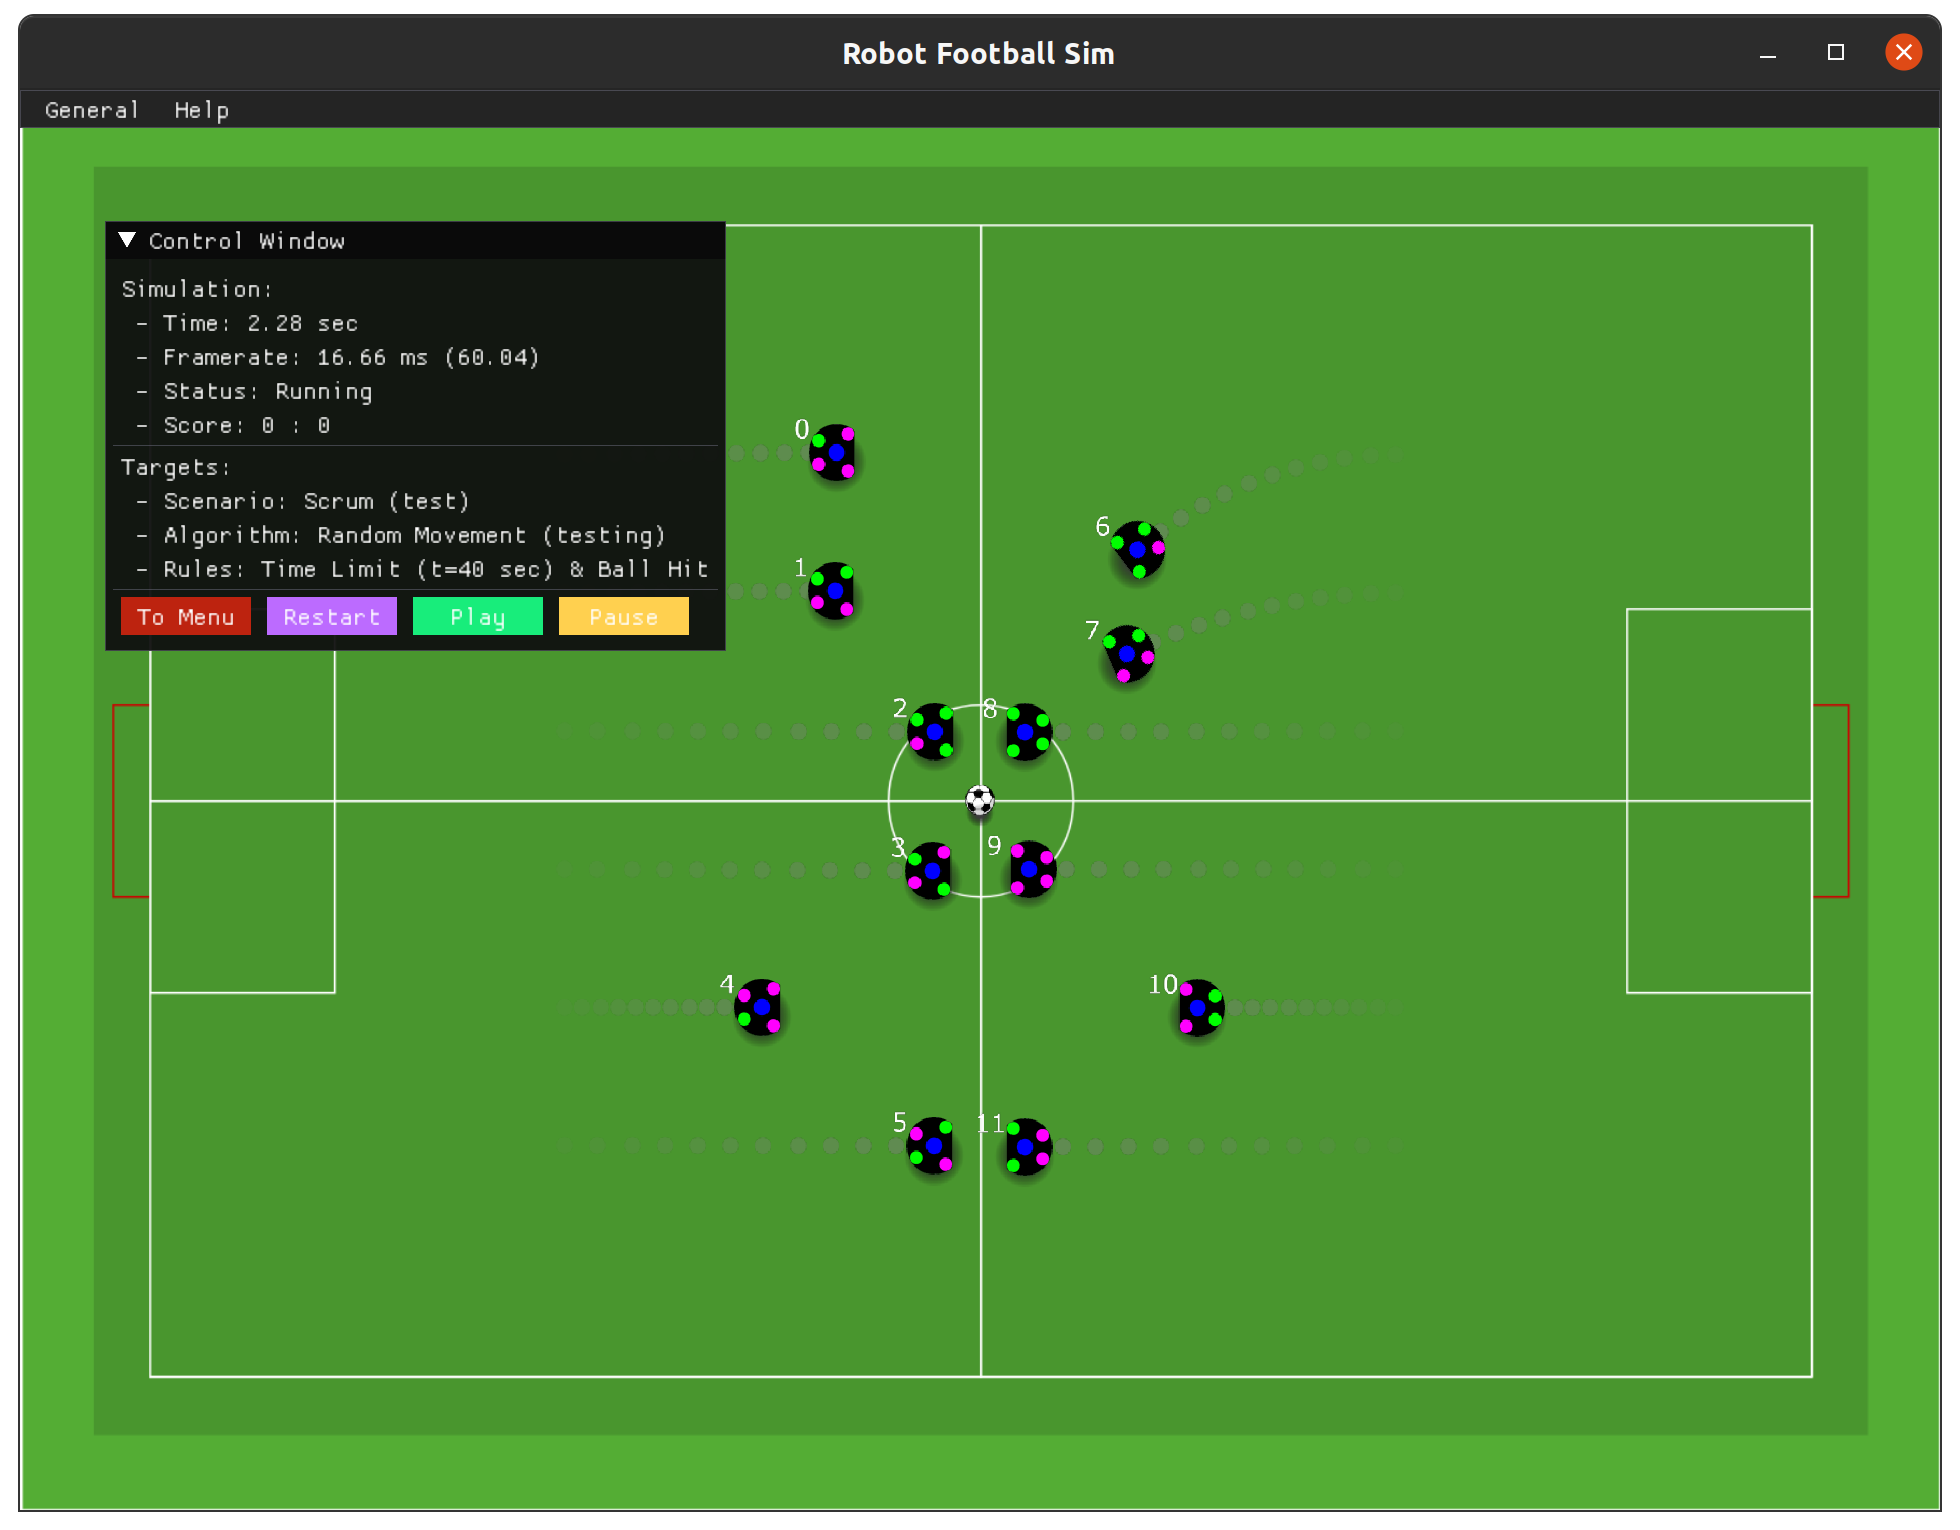 Robot Football Sim
General Help
Control Window
Simulation:
- Time: 2.28 sec
- Framerate: 16.66 ms (60.04)
- Status: Running
- Score: 0 : 0
Targets:
- Scenario: Scrum (test)
- Algorithm: Random Movement (testing)
- Rules: Time Limit (t=40 sec) & Ball Hit
To Menu Restart Play Pause
0
6
1
7
2 8
3 9
4 10
5 11